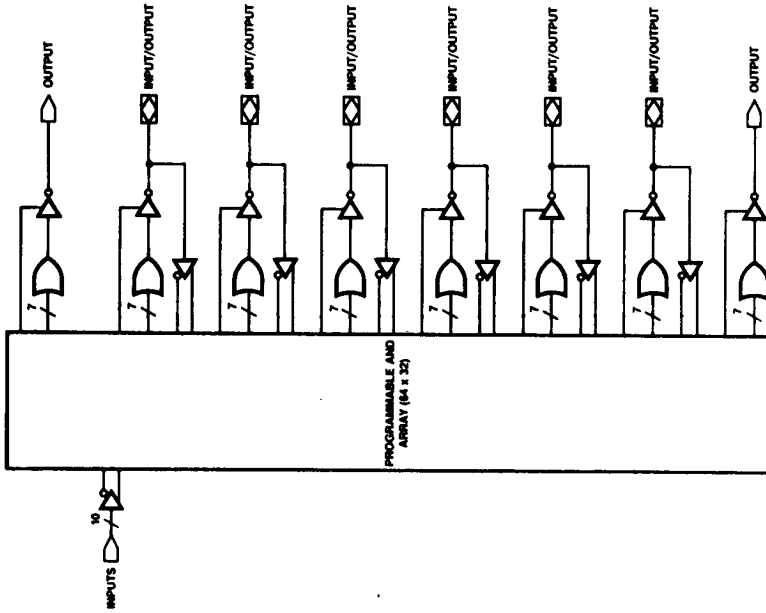 OUTPUT
INPUT/OUTPUT
INPUT/OUTPUT
INPUT/OUTPUT
INPUT/OUTPUT
INPUT/OUTPUT
INPUT/OUTPUT
OUTPUT
7
7
7
7
7
7
7
7
PROGRAMMABLE AND
ARRAY (64 x 32)
10
INPUTS